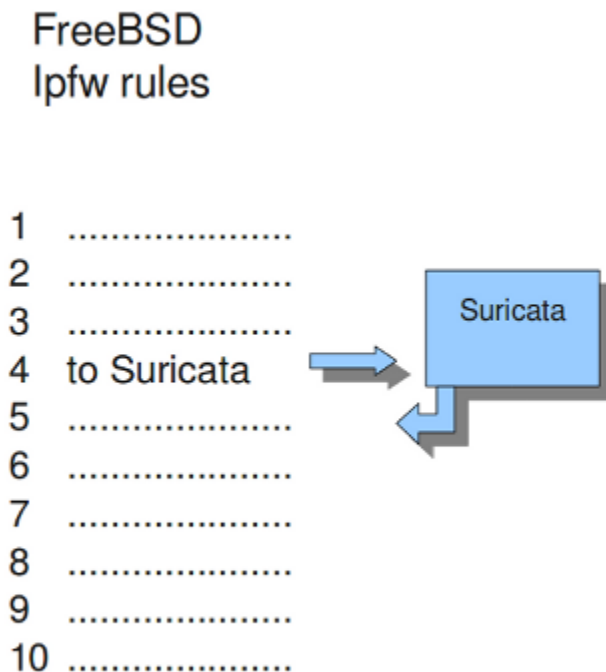 FreeBSD
Ipfw rules
1 .....................
2 .....................
3 .....................
4 to Suricata
Suricata
5 .....................
6 .....................
7 .....................
8 .....................
9 .....................
10 .....................